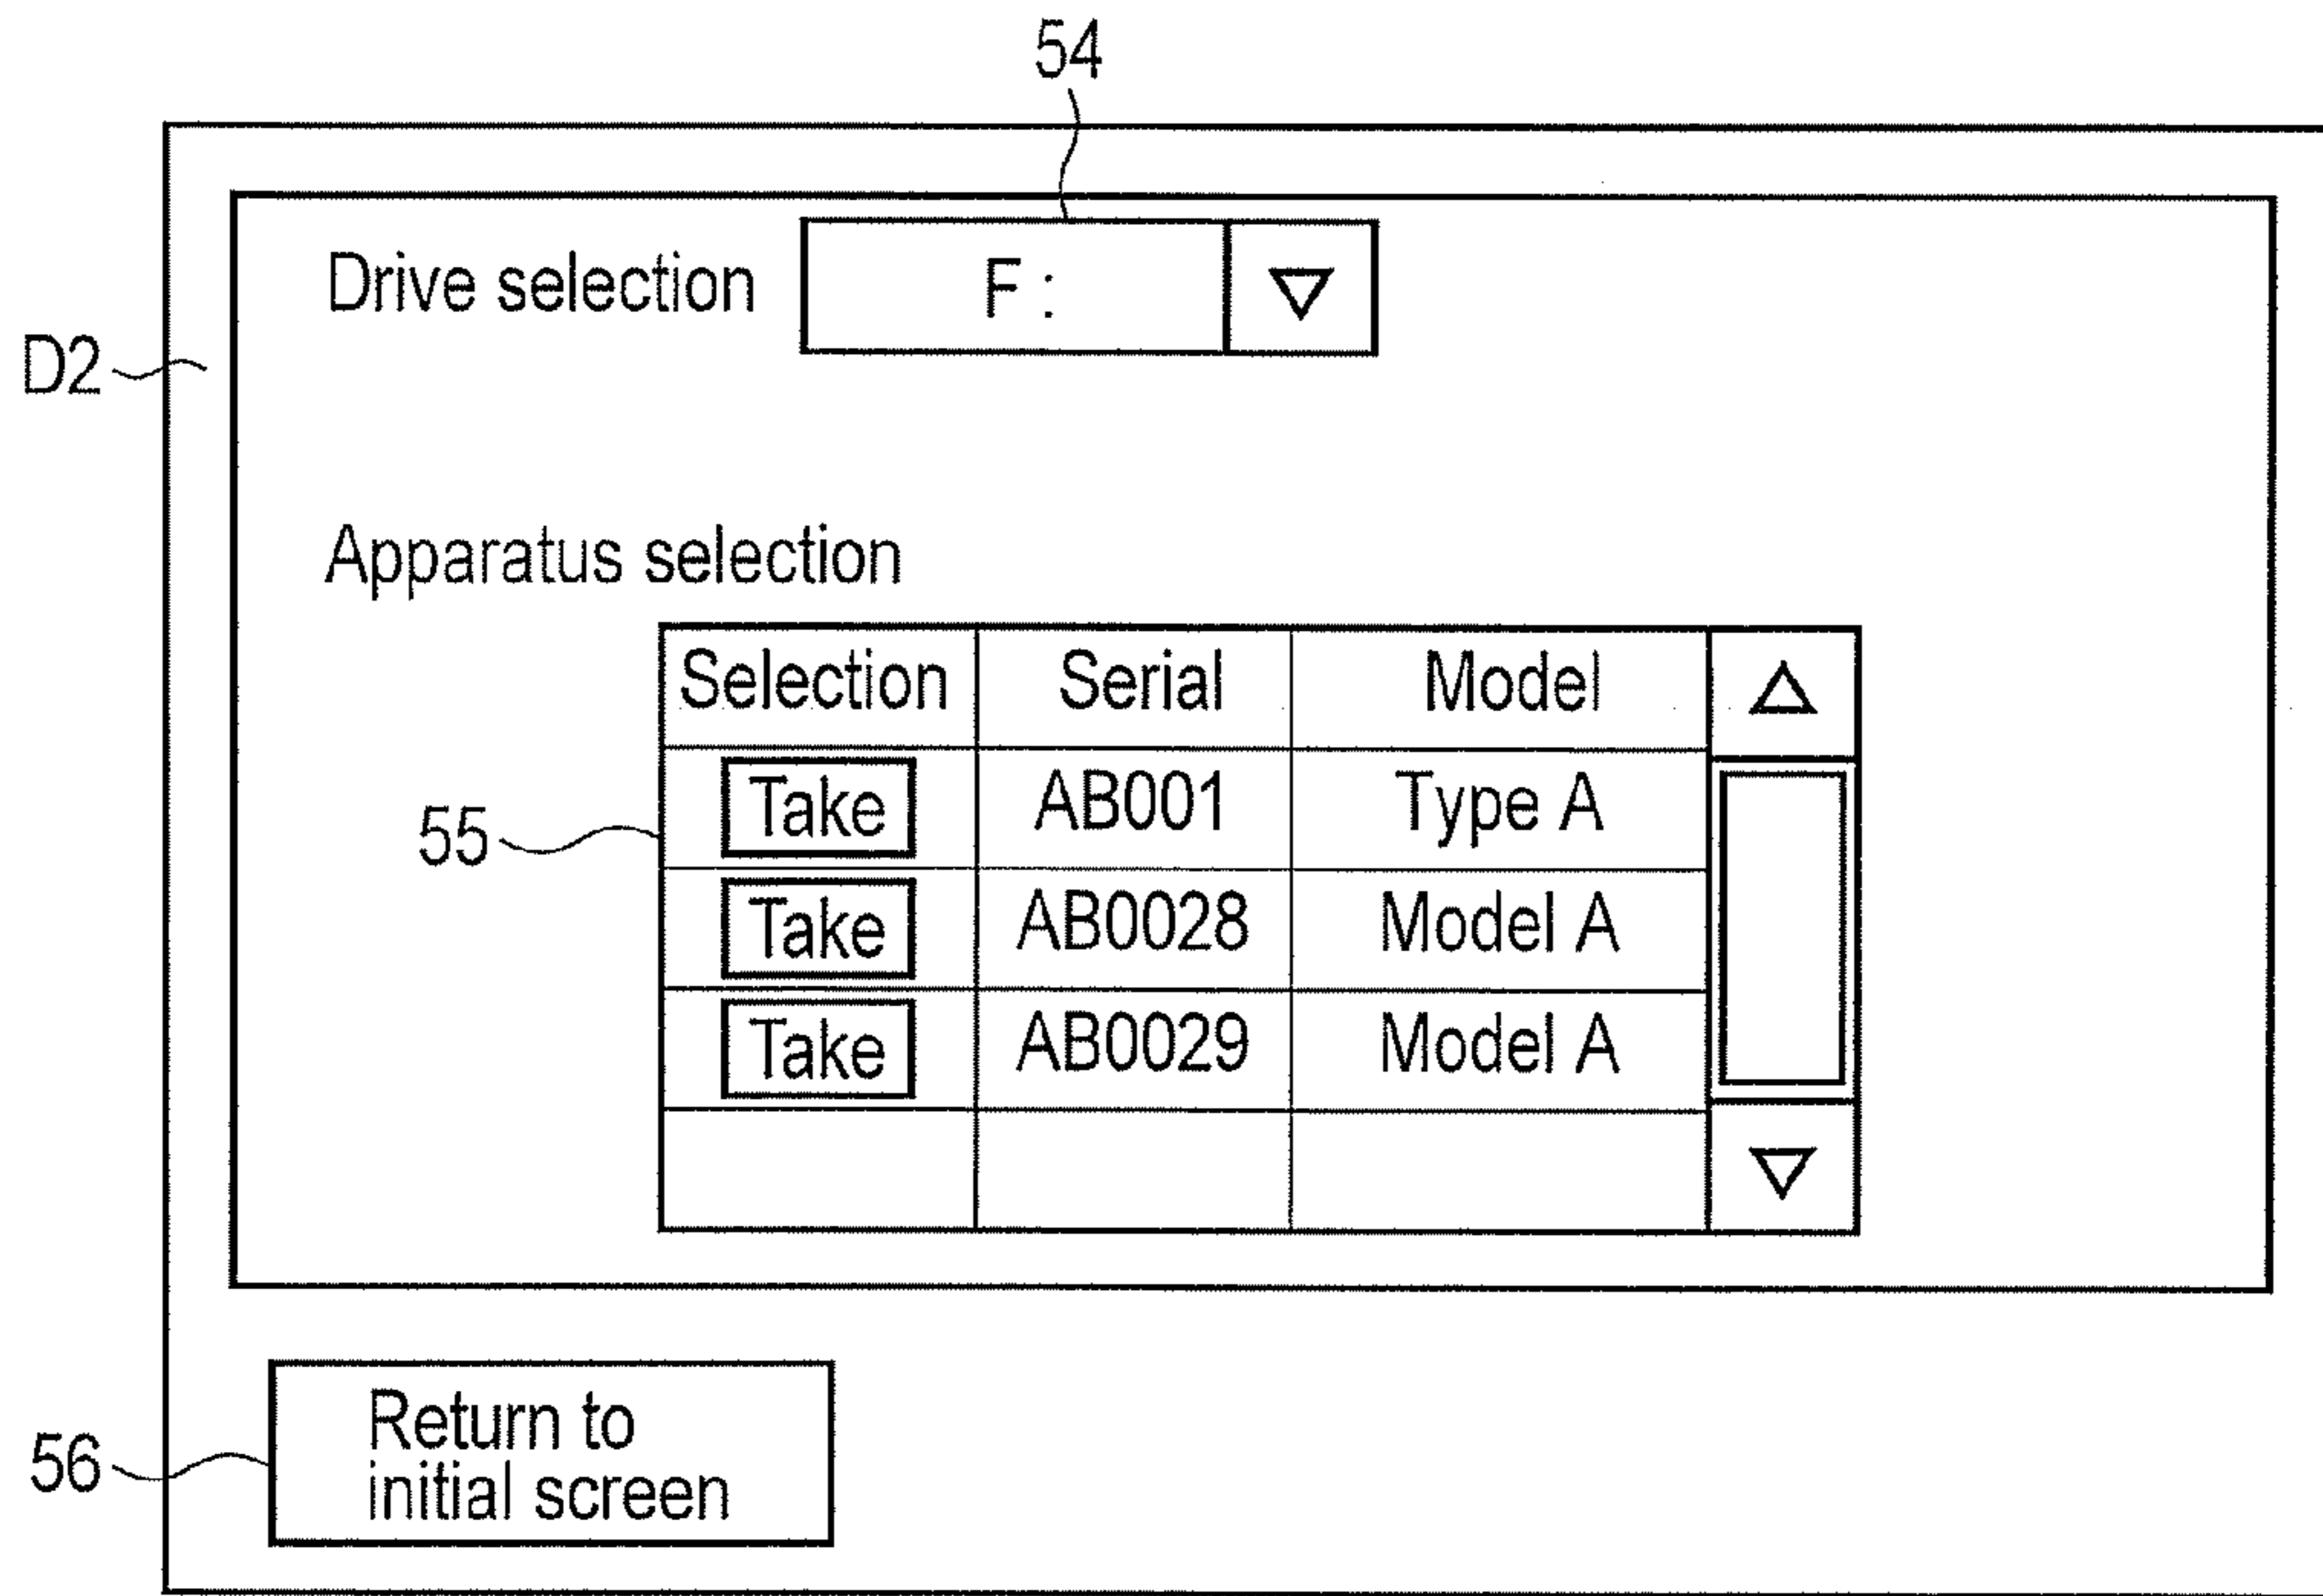 54
Drive selection F :
D2
Apparatus selection
Selection Serial Model
Take AB001 Type A
55
Take AB0028 Model A
Take AB0029 Model A
56
Return to
initial screen